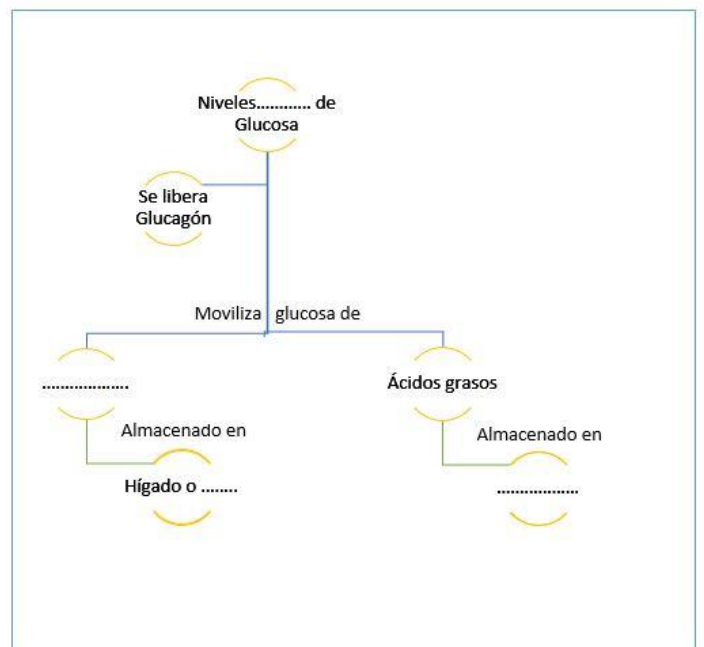 Niveles............ de
Glucosa
Se libera
Glucagón
Moviliza glucosa de
...................
Ácidos grasos
Almacenado en
Almacenado en
Hígado o ........
..................